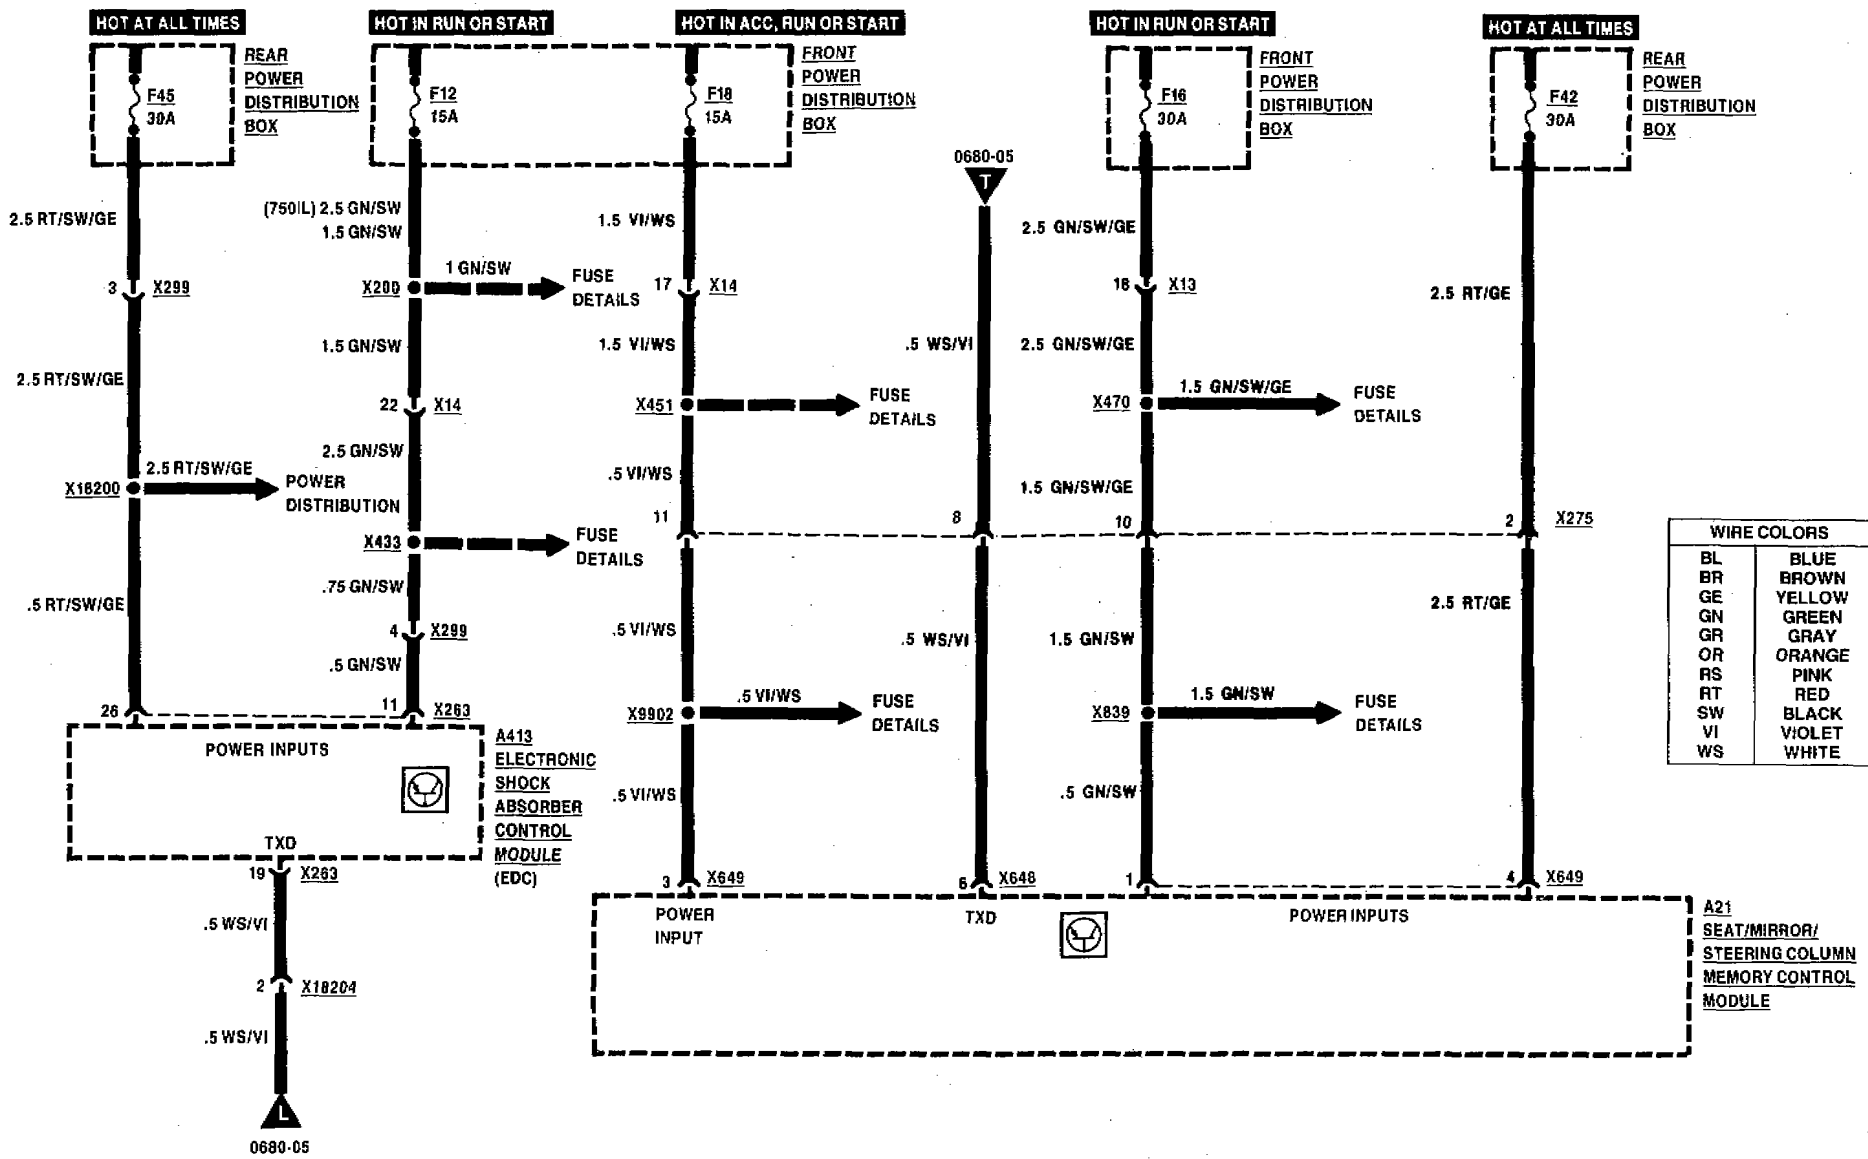 HOT AT ALL TIMES
HOT IN RUN OR START
HOT IN ACC, RUN OR START
HOT IN RUN OR START
HOT AT ALL TIMES
F45
30A
REAR
POWER
DISTRIBUTION
BOX
F12
15A
F18
15A
FRONT
POWER
DISTRIBUTION
BOX
F16
30A
FRONT
POWER
DISTRIBUTION
BOX
F42
30A
REAR
POWER
DISTRIBUTION
BOX
0680-05
T
2.5 RT/SW/GE
(750IL) 2.5 GN/SW
1.5 GN/SW
1.5 VI/WS
2.5 GN/SW/GE
3 X299
X200
1 GN/SW
FUSE
DETAILS
17 X14
18 X13
2.5 RT/GE
1.5 GN/SW
1.5 VI/WS
.5 WS/VI
2.5 GN/SW/GE
2.5 RT/SW/GE
22 X14
X451
FUSE
DETAILS
X470
1.5 GN/SW/GE
FUSE
DETAILS
2.5 GN/SW
.5 VI/WS
1.5 GN/SW/GE
X18200
2.5 RT/SW/GE
POWER
DISTRIBUTION
11
8
10
2 X275
X433
FUSE
DETAILS
.75 GN/SW
.5 RT/SW/GE
4 X299
.5 GN/SW
.5 VI/WS
.5 WS/VI
1.5 GN/SW
2.5 RT/GE
WIRE COLORS
BL BLUE
BR BROWN
GE YELLOW
GN GREEN
GR GRAY
OR ORANGE
RS PINK
RT RED
SW BLACK
VI VIOLET
WS WHITE
26
11 X263
X9902
.5 VI/WS
FUSE
DETAILS
X839
1.5 GN/SW
FUSE
DETAILS
POWER INPUTS
TXD
A413
ELECTRONIC
SHOCK
ABSORBER
CONTROL
MODULE
(EDC)
.5 VI/WS
.5 GN/SW
19 X263
3 X649
6 X648
1
4 X649
.5 WS/VI
POWER
INPUT
TXD
POWER INPUTS
A21
SEAT/MIRROR/
STEERING COLUMN
MEMORY CONTROL
MODULE
2 X18204
.5 WS/VI
L
0680-05